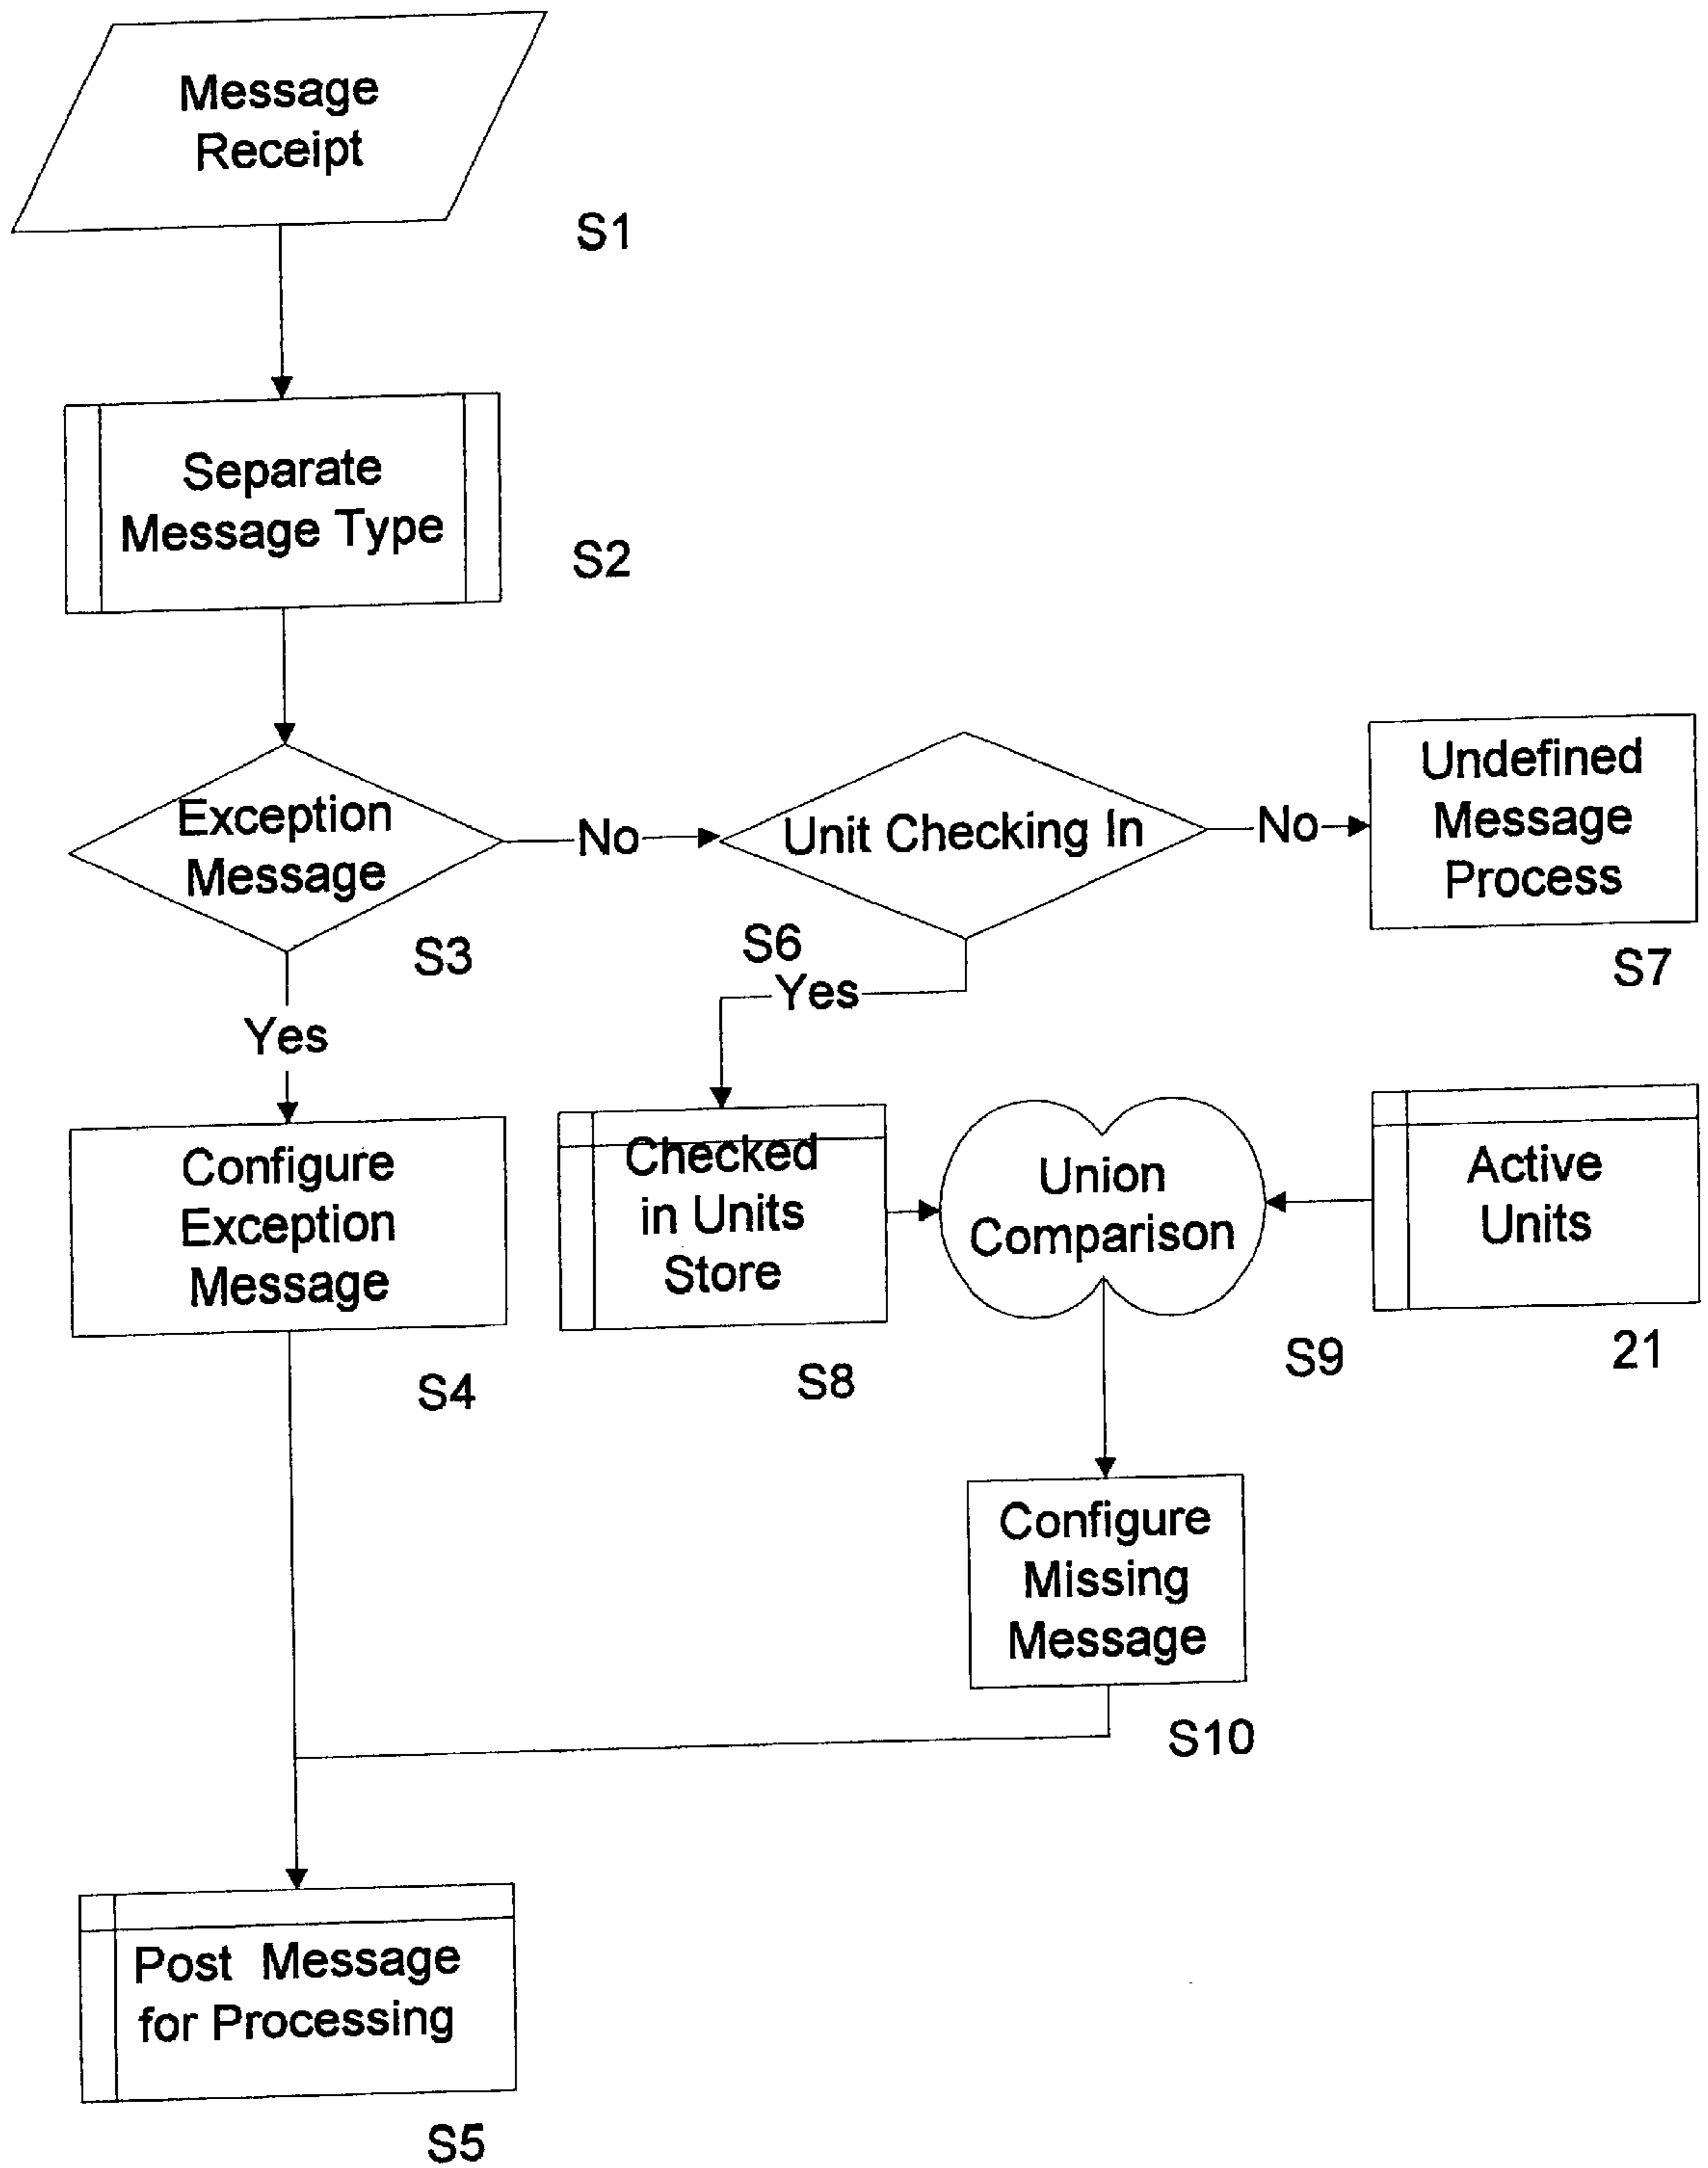 Message
Receipt
S1
Separate
Message Type
S2
Exception
Message
S3
No
Unit Checking In
S6
No
Undefined
Message
Process
S7
Yes
Yes
Configure
Exception
Message
S4
Checked
in Units
Store
S8
Union
Comparison
S9
Active
Units
21
Configure
Missing
Message
S10
Post Message
for Processing
S5